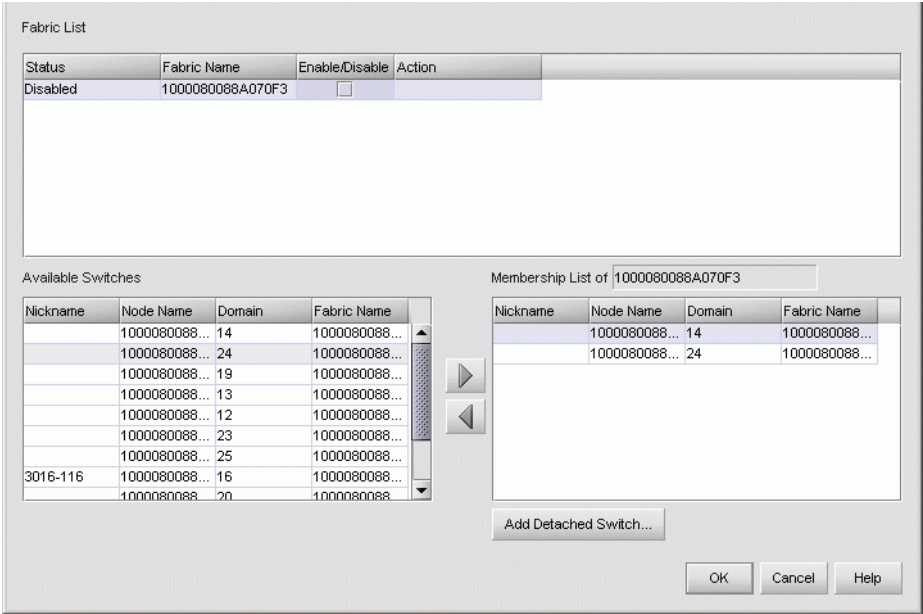 Fabric List
Status Fabric Name Enable/Disable Action
Disabled 1000080088A070F3
Available Switches
Nickname Node Name Domain Fabric Name
1000080088... 14 1000080088...
1000080088... 24 1000080088...
1000080088... 19 1000080088...
1000080088... 13 1000080088...
1000080088... 12 1000080088...
1000080088... 23 1000080088...
1000080088... 25 1000080088...
3016-116 1000080088... 16 1000080088...
1000080088... 20 1000080088...
Membership List of 1000080088A070F3
Nickname Node Name Domain Fabric Name
1000080088... 14 1000080088...
1000080088... 24 1000080088...
Add Detached Switch...
OK Cancel Help